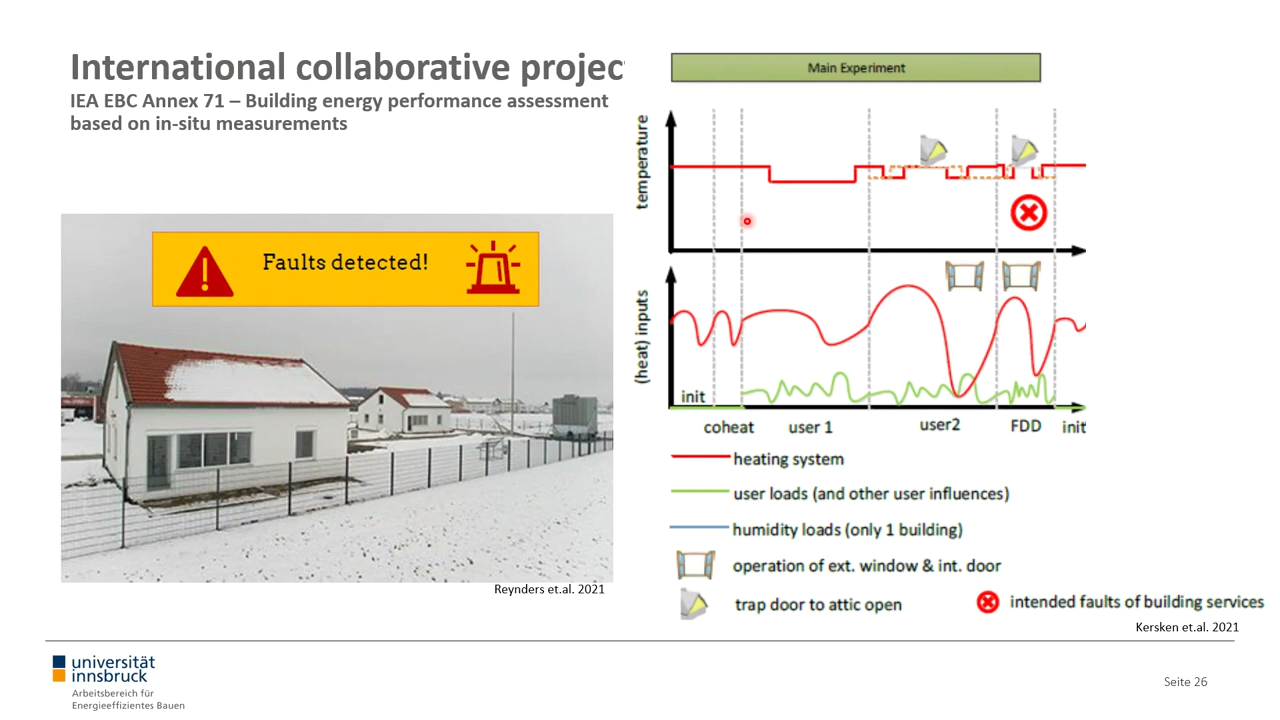 International collaborative projec
IEA EBC Annex 71 – Building energy performance assessment
based on in-situ measurements
Faults detected!
Reynders et.al. 2021
Main Experiment
temperature
(heat) inputs
init
coheat
user 1
user2
FDD
init
heating system
user loads (and other user influences)
humidity loads (only 1 building)
operation of ext. window & int. door
trap door to attic open
intended faults of building services
Kersken et.al. 2021
universität
innsbruck
Arbeitsbereich für
Energieeffizientes Bauen
Seite 26